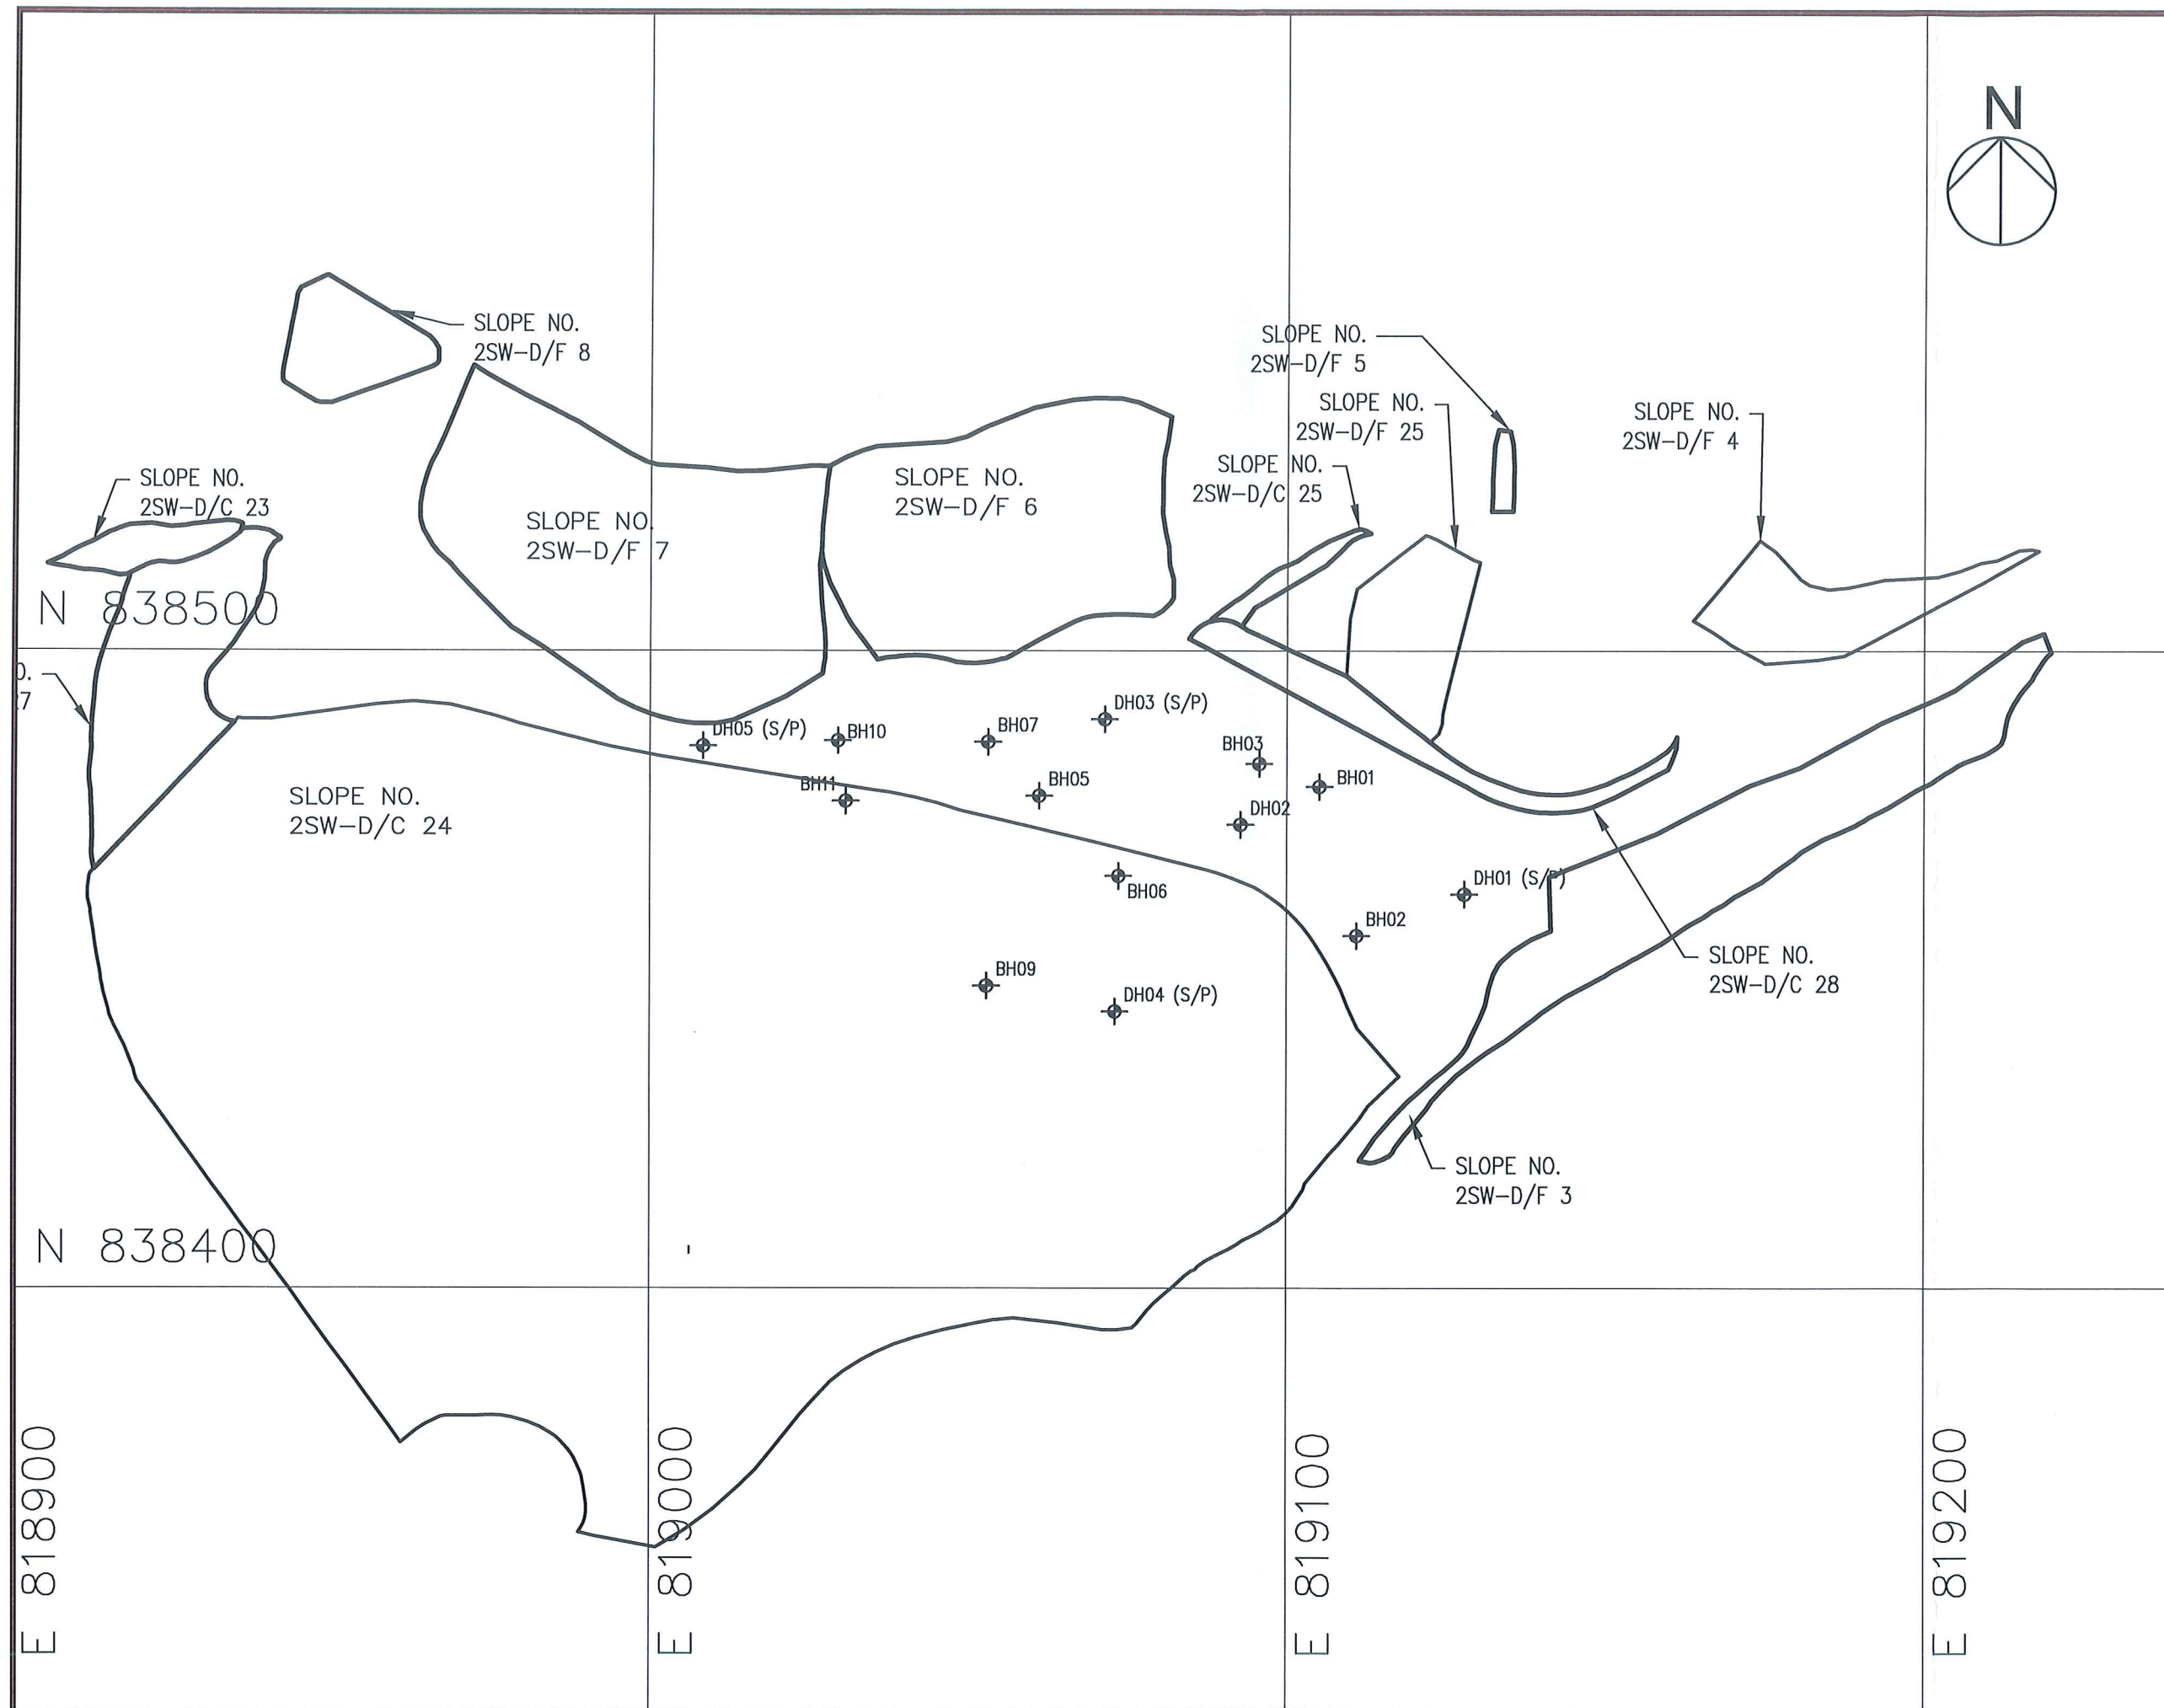 N
SLOPE NO.
2SW-D/F 8
SLOPE NO.
2SW-D/F 5
SLOPE NO.
2SW-D/F 25
SLOPE NO.
2SW-D/F 4
SLOPE NO.
2SW-D/C 25
SLOPE NO.
2SW-D/C 23
SLOPE NO.
2SW-D/F 6
SLOPE NO.
2SW-D/F 7
N 838500
O.
27
DH03 (S/P)
DH05 (S/P)
BH10
BH07
BH03
BH11
BH05
BH01
SLOPE NO.
2SW-D/C 24
DH02
BH06
DH01 (S/P)
BH02
BH09
DH04 (S/P)
SLOPE NO.
2SW-D/C 28
SLOPE NO.
2SW-D/F 3
N 838400
E 818900
E 819000
E 819100
E 819200